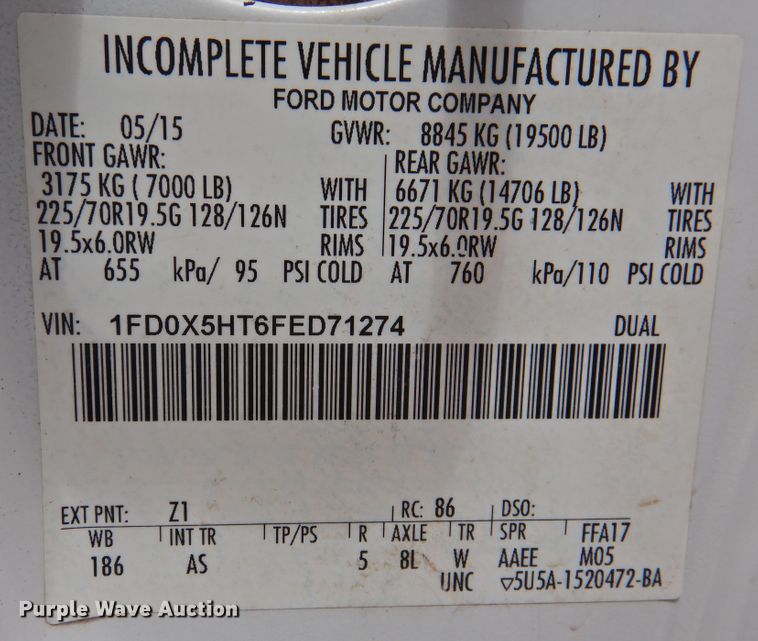 INCOMPLETE VEHICLE MANUFACTURED BY
FORD MOTOR COMPANY
DATE: 05/15 GVWR: 8845 KG (19500 LB)
FRONT GAWR: REAR GAWR:
3175 KG (7000 LB) WITH 6671 KG (14706 LB) WITH
225/70R19.5G 128/126N TIRES 225/70R19.5G 128/126N TIRES
19.5x6.0RW RIMS 19.5x6.0RW RIMS
AT 655 kPa/ 95 PSI COLD AT 760 kPa/110 PSI COLD
VIN: 1FD0X5HT6FED71274 DUAL
EXT PNT: Z1 RC: 86 DSO:
WB INT TR TP/PS R AXLE TR SPR FFA17
186 AS 5 8L W AAEE M05
UNC ▽5U5A-1520472-BA
Purple Wave Auction